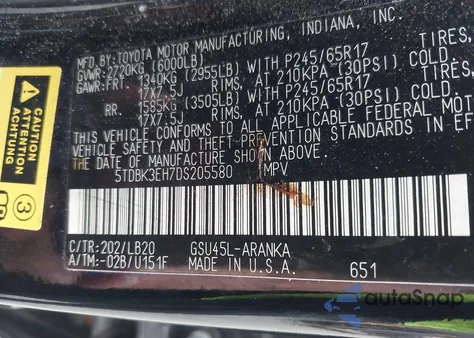 MFD.BY:TOYOTA MOTOR MANUFACTURING, INDIANA, INC.
GVWR:2720KG (6000LB)
GAWR:FRT. 1340KG (2955LB) WITH P245/65R17 TIRES,
17X7.5J RIMS, AT 210KPA (30PSI) COLD.
RR. 1585KG (3505LB) WITH P245/65R17 TIRES,
17X7.5J RIMS, AT 210KPA (30PSI) COLD.
THIS VEHICLE CONFORMS TO ALL APPLICABLE FEDERAL MOTOR
VEHICLE SAFETY AND THEFT PREVENTION STANDARDS IN EF
THE DATE OF MANUFACTURE SHOWN ABOVE.
5TDBK3EH7DS205580 MPV
C/TR:202/LB20 GSU45L-ARANKA
A/TM:-02B/U151F MADE IN U.S.A. 651
CAUTION
ATTENTION
ACHTUNG
3
autoSnap